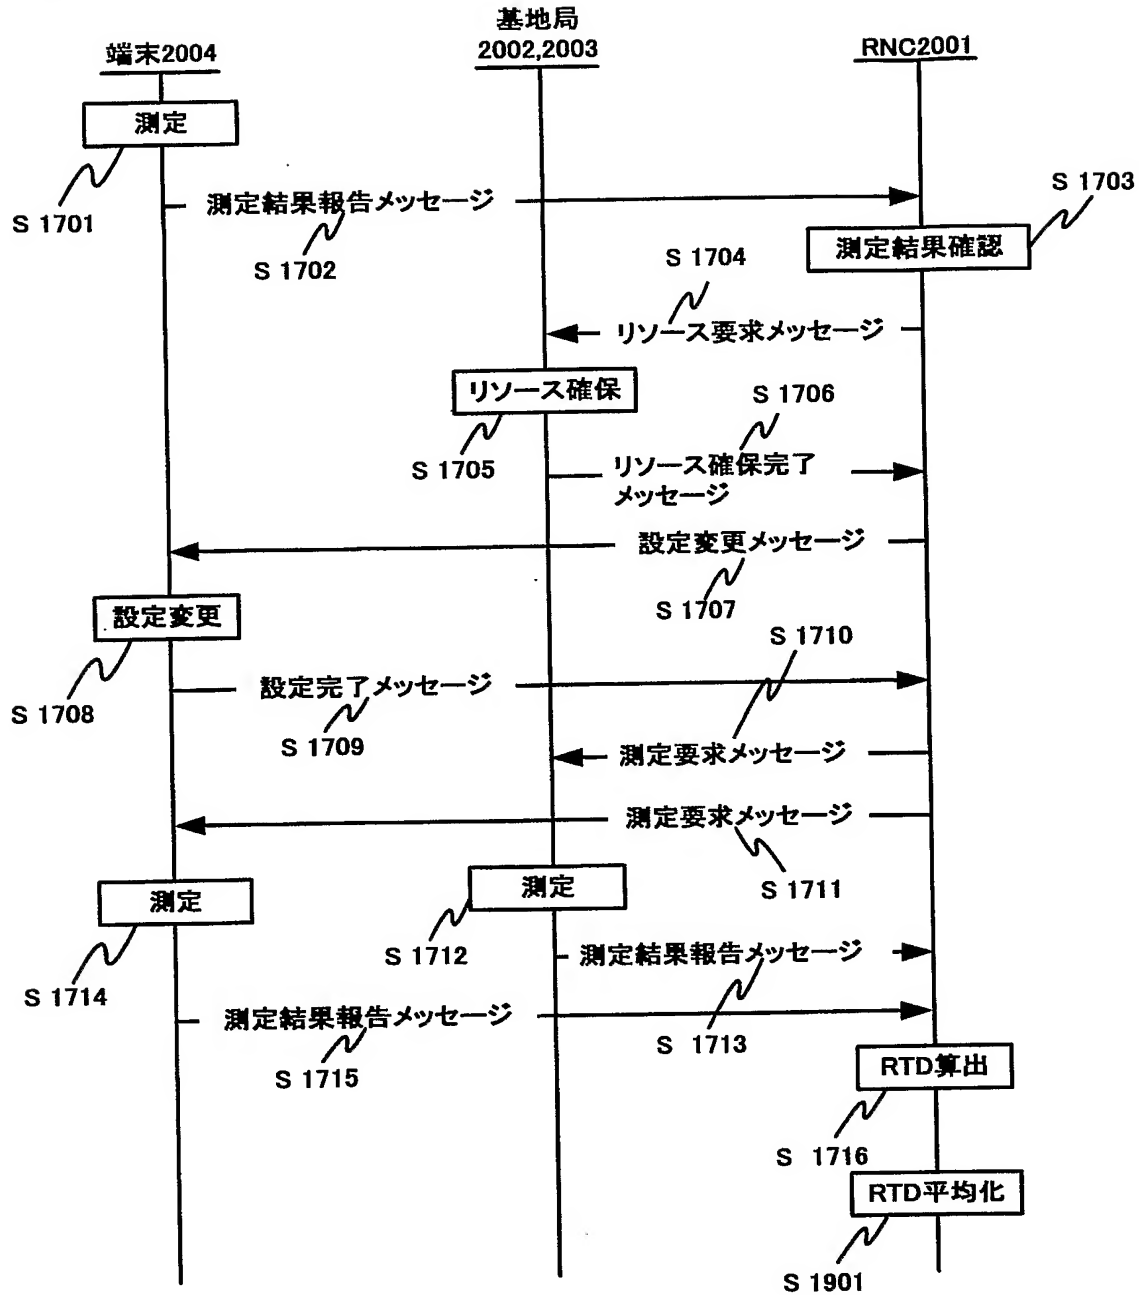 端末2004
基地局
2002,2003
RNC2001
測定
S 1701
測定結果報告メッセージ
S 1702
S 1703
測定結果確認
S 1704
リソース要求メッセージ
リソース確保
S 1705
S 1706
リソース確保完了
メッセージ
設定変更メッセージ
S 1707
設定変更
S 1708
設定完了メッセージ
S 1709
S 1710
測定要求メッセージ
測定要求メッセージ
S 1711
測定
S 1712
測定
S 1714
測定結果報告メッセージ
S 1713
測定結果報告メッセージ
S 1715
RTD算出
S 1716
RTD平均化
S 1901